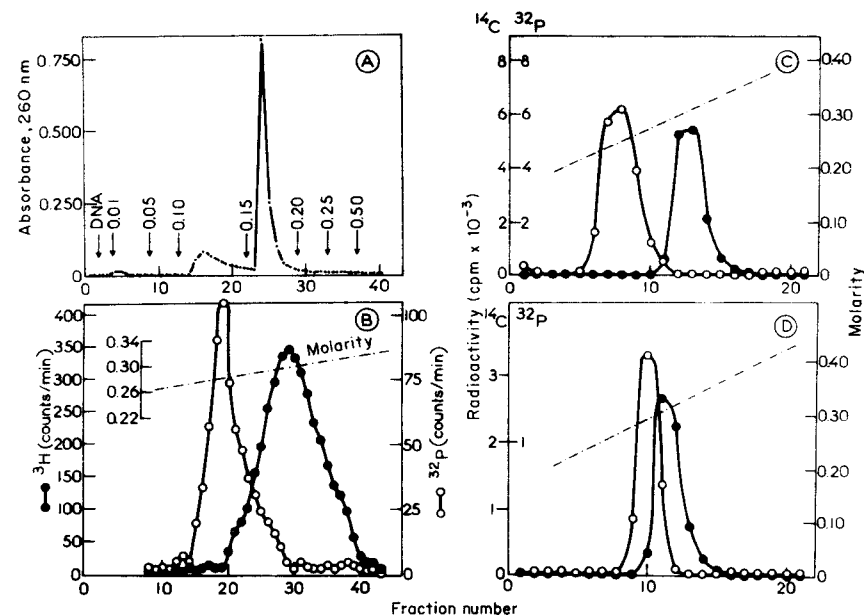 A
Absorbance, 260 nm
0.750
0.500
0.250
0
DNA
0.01
0.05
0.10
0.15
0.20
0.25
0.50
0 10 20 30 40
B
³H (counts/min)
400
350
300
250
200
150
100
50
0
0.34
0.30
0.26
0.22
Molarity
100
75
50
25
0
³²P (counts/min)
0 10 20 30 40
¹⁴C ³²P
C
8 8
6 6
4 4
2 2
0 0
0.40
0.30
0.20
0.10
0
0 10 20
Radioactivity (cpm x 10⁻³)
Molarity
¹⁴C ³²P
D
3
2 1
1
0 0
0.40
0.30
0.20
0.10
0
0 10 20
Fraction number